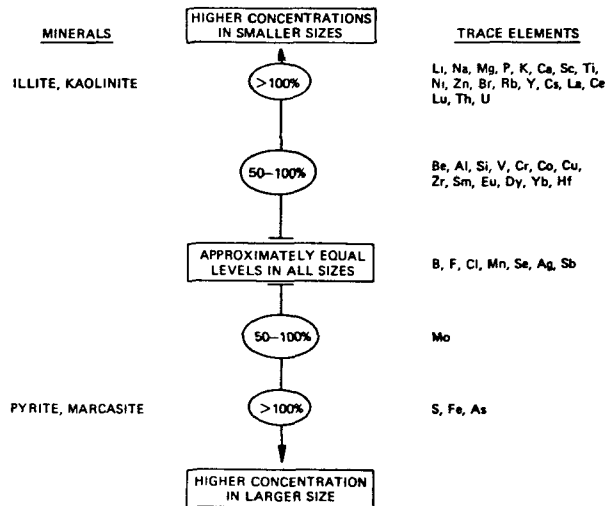 MINERALS
HIGHER CONCENTRATIONS
IN SMALLER SIZES
TRACE ELEMENTS
ILLITE, KAOLINITE
>100%
Li, Na, Mg, P, K, Ca, Sc, Ti,
Ni, Zn, Br, Rb, Y, Cs, La, Ce
Lu, Th, U
50-100%
Be, Al, Si, V, Cr, Co, Cu,
Zr, Sm, Eu, Dy, Yb, Hf
APPROXIMATELY EQUAL
LEVELS IN ALL SIZES
B, F, Cl, Mn, Se, Ag, Sb
50-100%
Mo
PYRITE, MARCASITE
>100%
S, Fe, As
HIGHER CONCENTRATION
IN LARGER SIZE